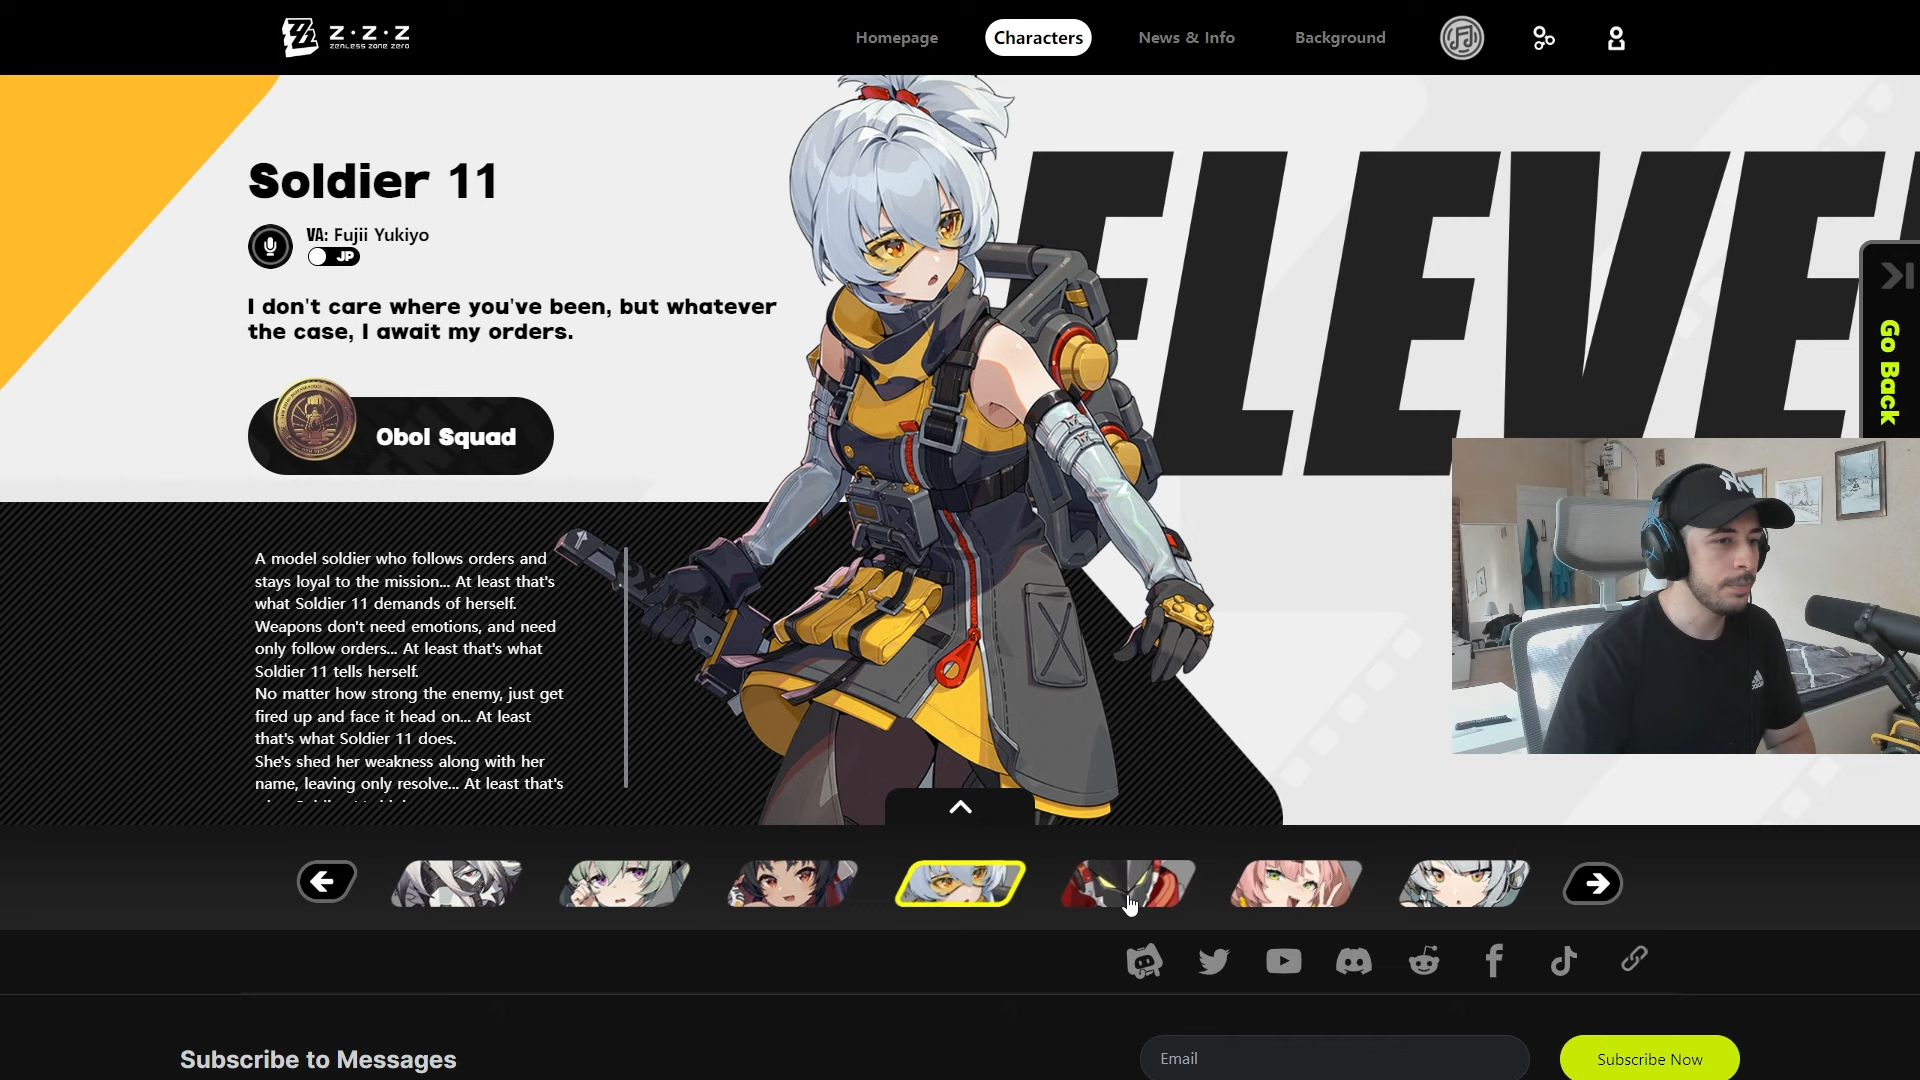 Z·Z·Z
ZENLESS ZONE ZERO
Homepage
Characters
News & Info
Background
Soldier 11
VA: Fujii Yukiyo
JP
I don't care where you've been, but whatever
the case, I await my orders.
Obol Squad
ELEVE
Go Back
A model soldier who follows orders and
stays loyal to the mission... At least that's
what Soldier 11 demands of herself.
Weapons don't need emotions, and need
only follow orders... At least that's what
Soldier 11 tells herself.
No matter how strong the enemy, just get
fired up and face it head on... At least
that's what Soldier 11 does.
She's shed her weakness along with her
name, leaving only resolve... At least that's
Subscribe to Messages
Email
Subscribe Now